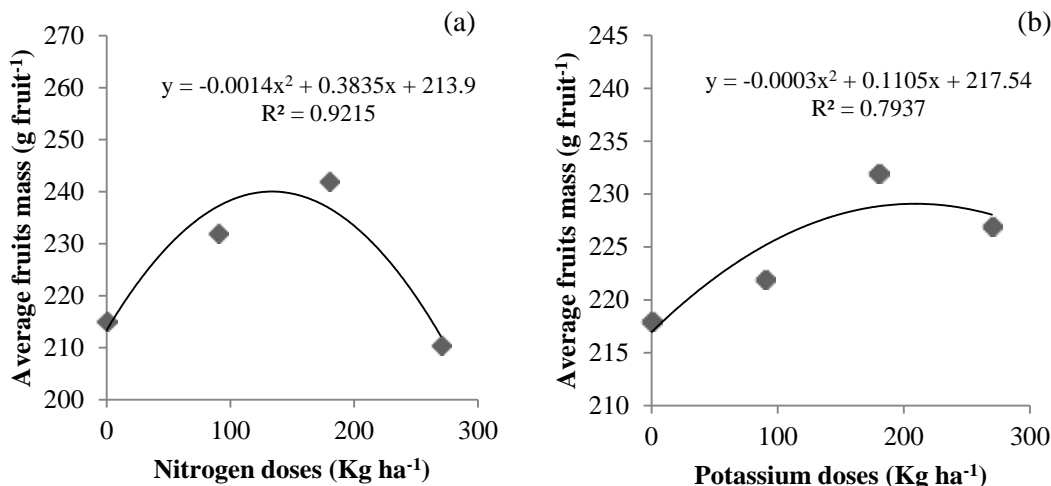 (a)
Average fruits mass (g fruit⁻¹)
270
260
250
240
230
220
210
200
y = -0.0014x² + 0.3835x + 213.9
R² = 0.9215
0
100
200
300
Nitrogen doses (Kg ha⁻¹)
(b)
Average fruits mass (g fruit⁻¹)
245
240
235
230
225
220
215
210
y = -0.0003x² + 0.1105x + 217.54
R² = 0.7937
0
100
200
300
Potassium doses (Kg ha⁻¹)